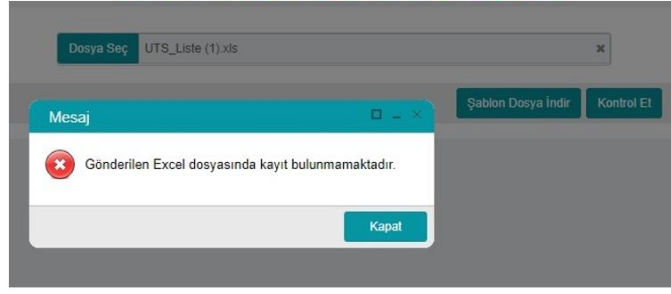 Dosya Seç UTS_Liste (1).xls
Şablon Dosya İndir Kontrol Et
Mesaj
Gönderilen Excel dosyasında kayıt bulunmamaktadır.
Kapat